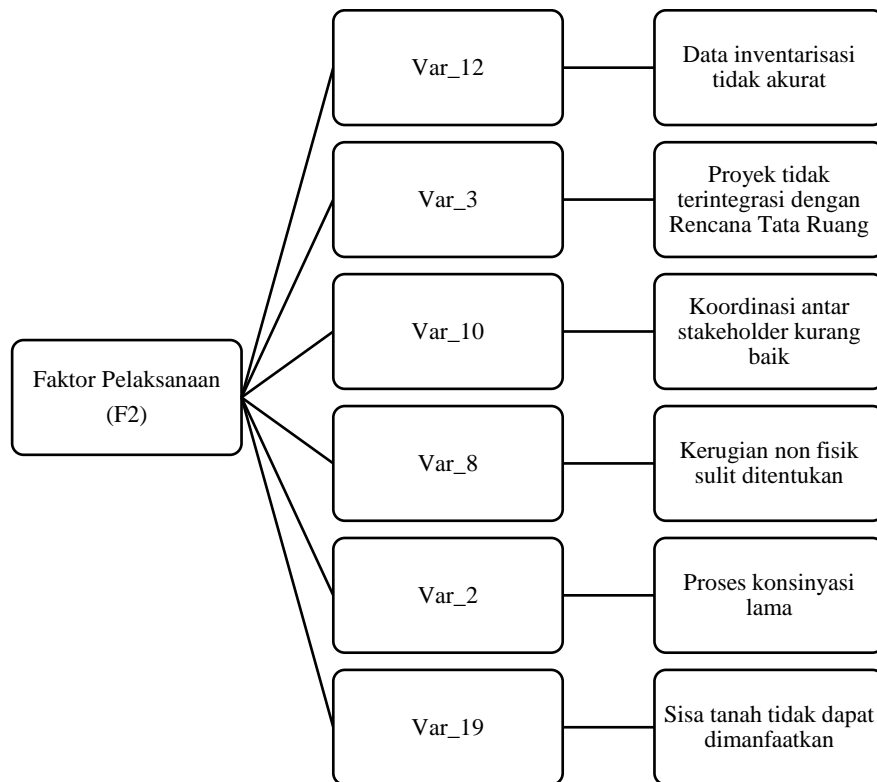 Faktor Pelaksanaan
(F2)
Var_12
Data inventarisasi
tidak akurat
Var_3
Proyek tidak
terintegrasi dengan
Rencana Tata Ruang
Var_10
Koordinasi antar
stakeholder kurang
baik
Var_8
Kerugian non fisik
sulit ditentukan
Var_2
Proses konsinyasi
lama
Var_19
Sisa tanah tidak dapat
dimanfaatkan